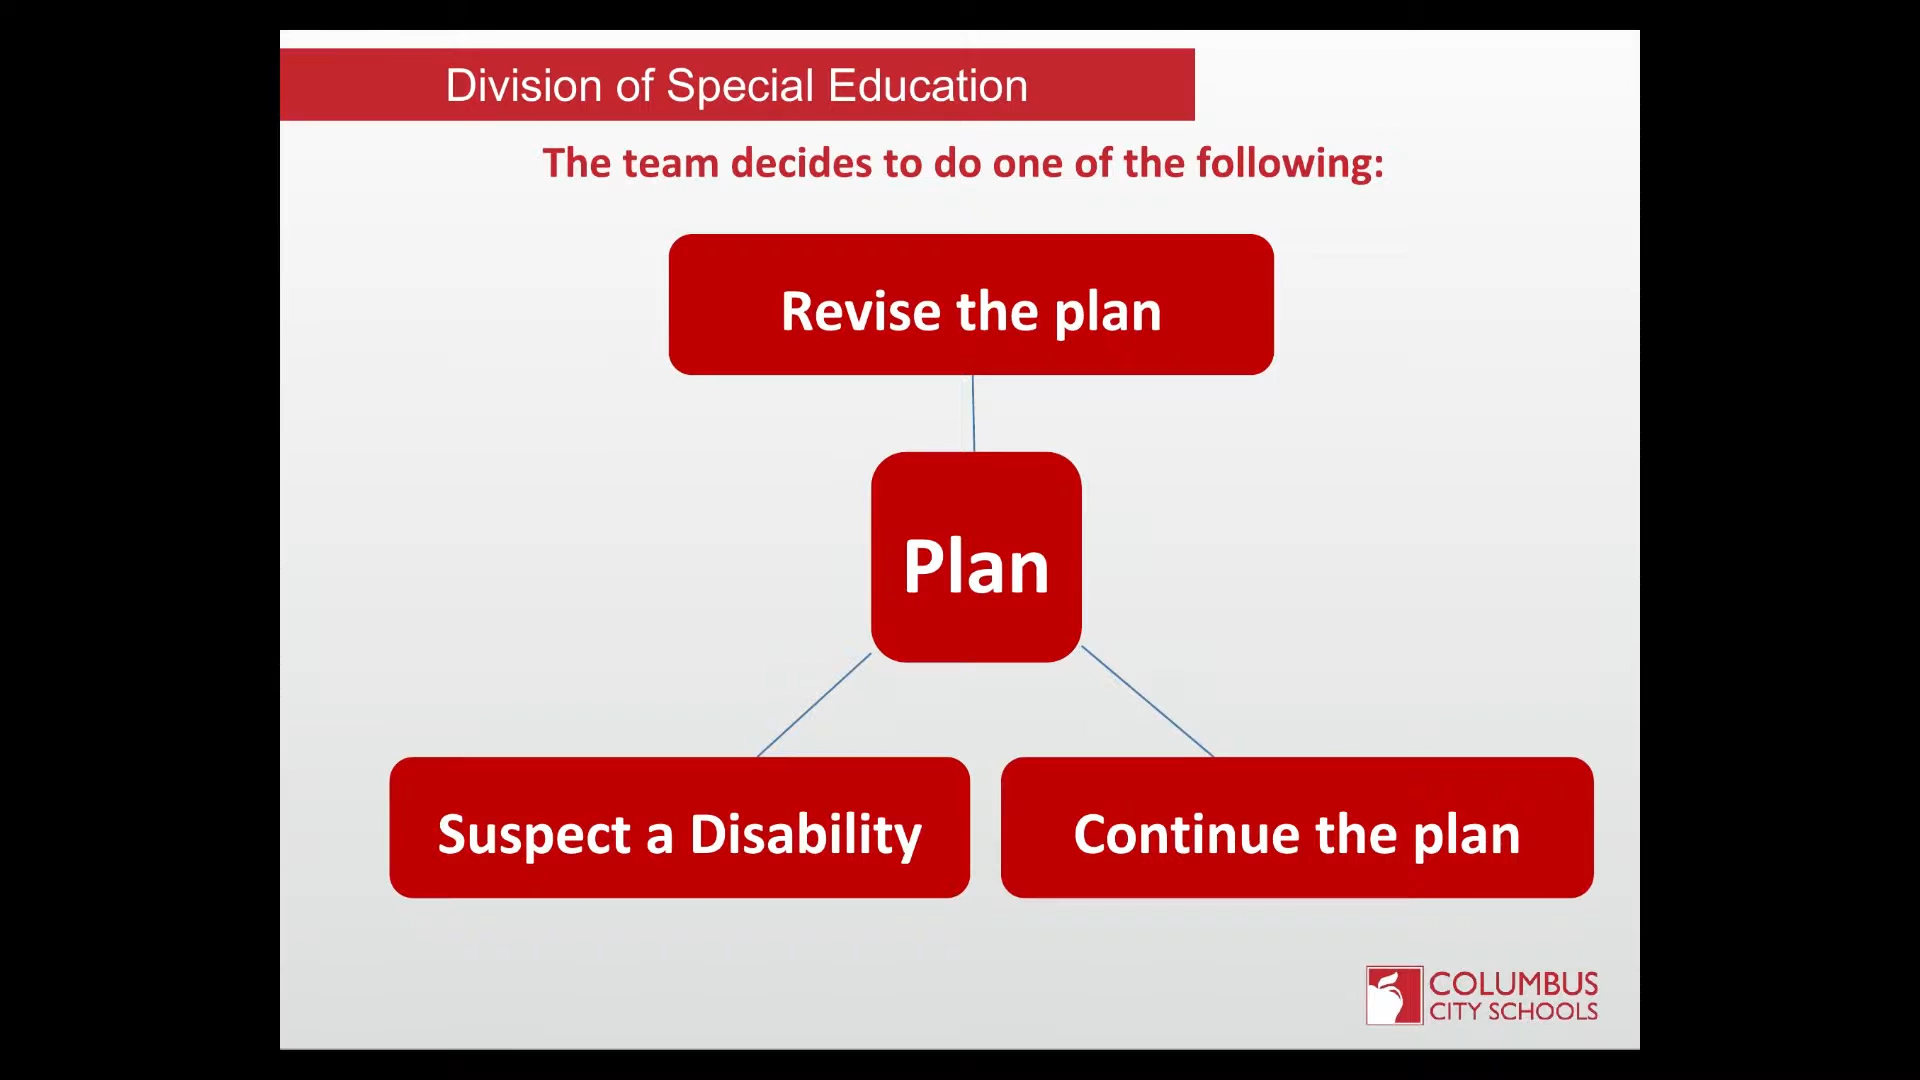 Division of Special Education
The team decides to do one of the following:
Revise the plan
Plan
Suspect a Disability
Continue the plan
COLUMBUS
CITY SCHOOLS